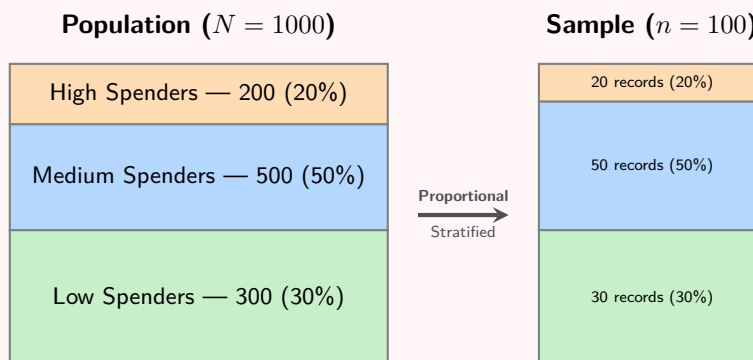 Population (N = 1000)
High Spenders — 200 (20%)
Medium Spenders — 500 (50%)
Low Spenders — 300 (30%)
Proportional
Stratified
Sample (n = 100)
20 records (20%)
50 records (50%)
30 records (30%)